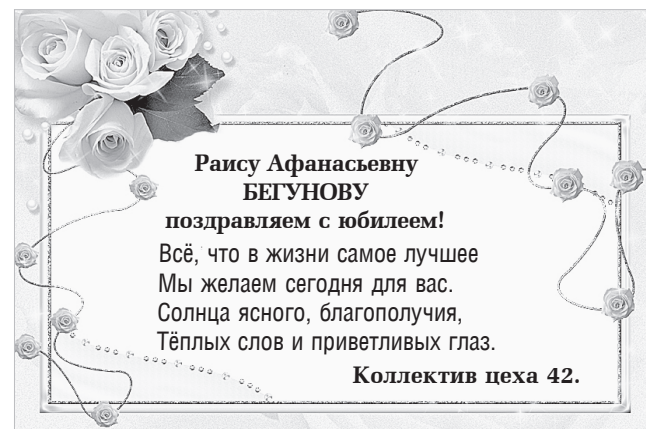 Раису Афанасьевну
БЕГУНОВУ
поздравляем с юбилеем!
Всё, что в жизни самое лучшее
Мы желаем сегодня для вас.
Солнца ясного, благополучия,
Тёплых слов и приветливых глаз.
Коллектив цеха 42.